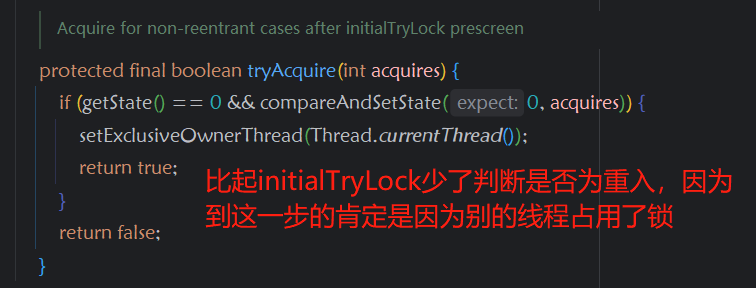 Acquire for non-reentrant cases after initialTryLock prescreen
protected final boolean tryAcquire(int acquires) {
if (getState() == 0 && compareAndSetState( expect: 0, acquires)) {
setExclusiveOwnerThread(Thread.currentThread());
return true;
}
return false;
}
比起initialTryLock少了判断是否为重入，因为
到这一步的肯定是因为别的线程占用了锁